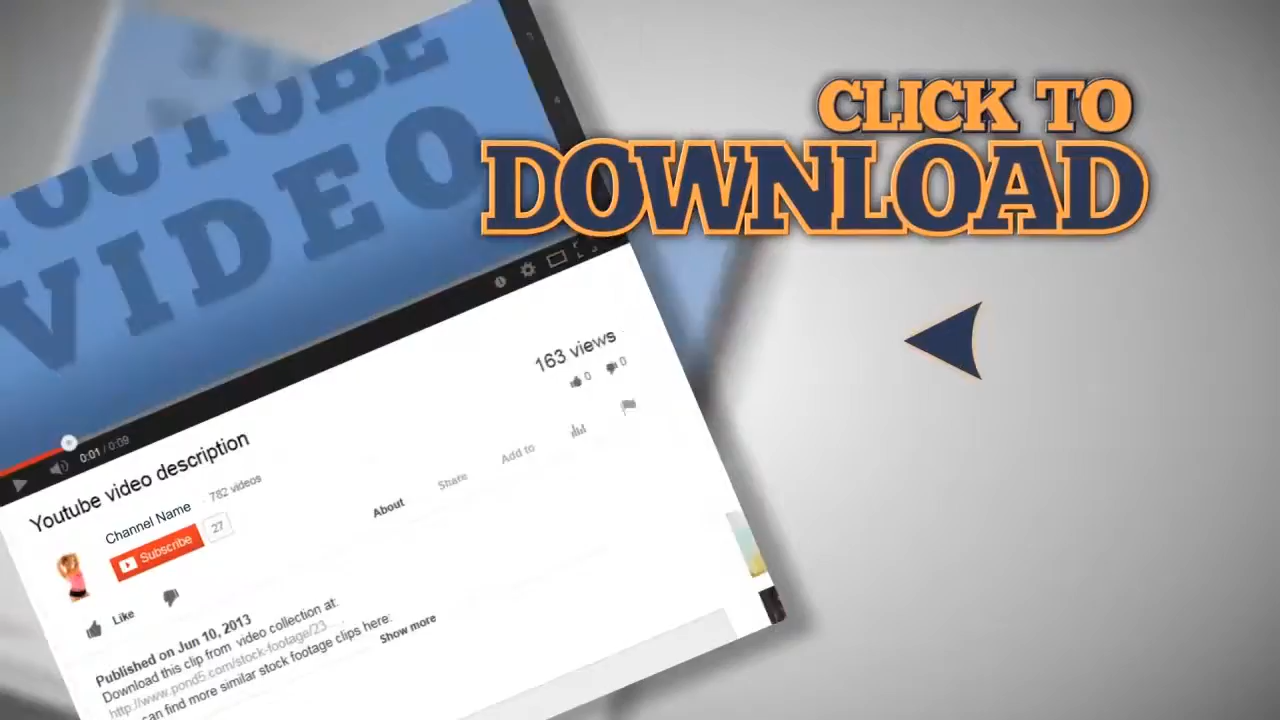 CLICK TO
DOWNLOAD
YOUTUBE
VIDEO
0:01 / 0:09
163 views
0 0
Youtube video description
Channel Name · 782 videos
Subscribe 27
Like
About Share Add to
Published on Jun 10, 2013
Download this clip from video collection at:
http://www.pond5.com/stock-footage/23...
can find more similar stock footage clips here:
Show more